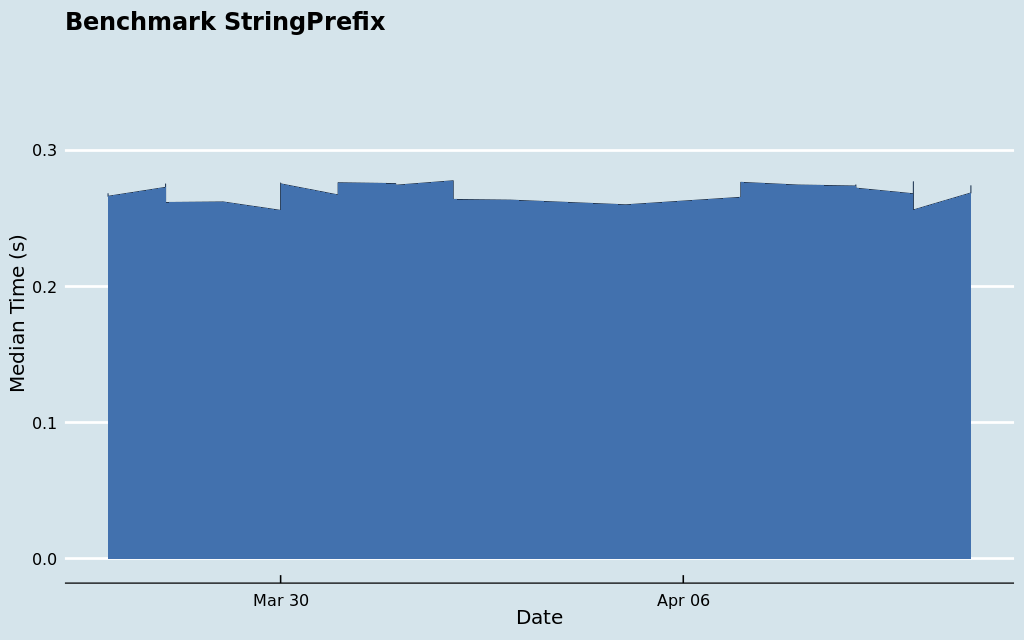 Benchmark StringPrefix
0.3
0.2
0.1
0.0
Median Time (s)
Mar 30
Apr 06
Date